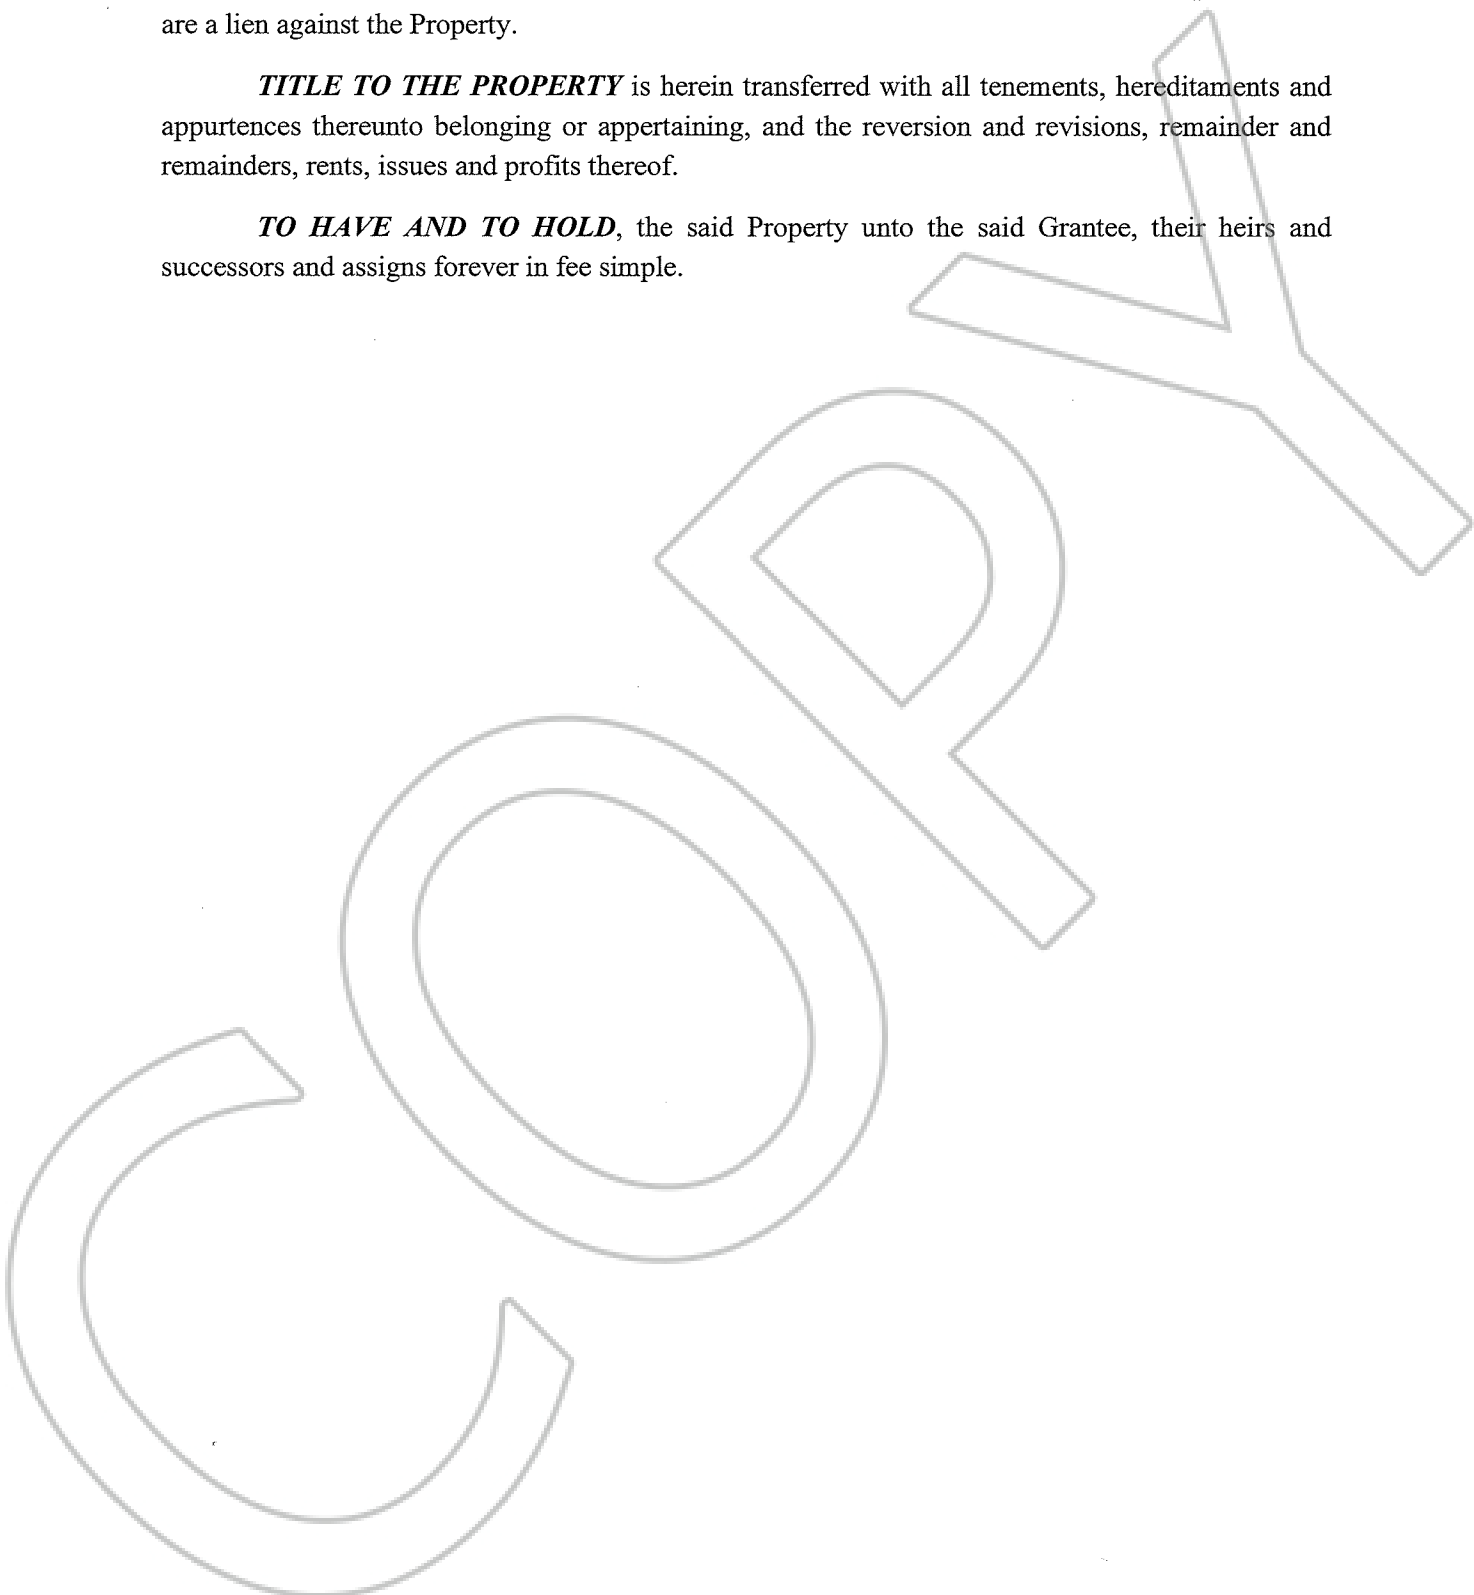 are a lien against the Property.
TITLE TO THE PROPERTY is herein transferred with all tenements, hereditaments and
appurtences thereunto belonging or appertaining, and the reversion and revisions, remainder and
remainders, rents, issues and profits thereof.
TO HAVE AND TO HOLD, the said Property unto the said Grantee, their heirs and
successors and assigns forever in fee simple.
COPY